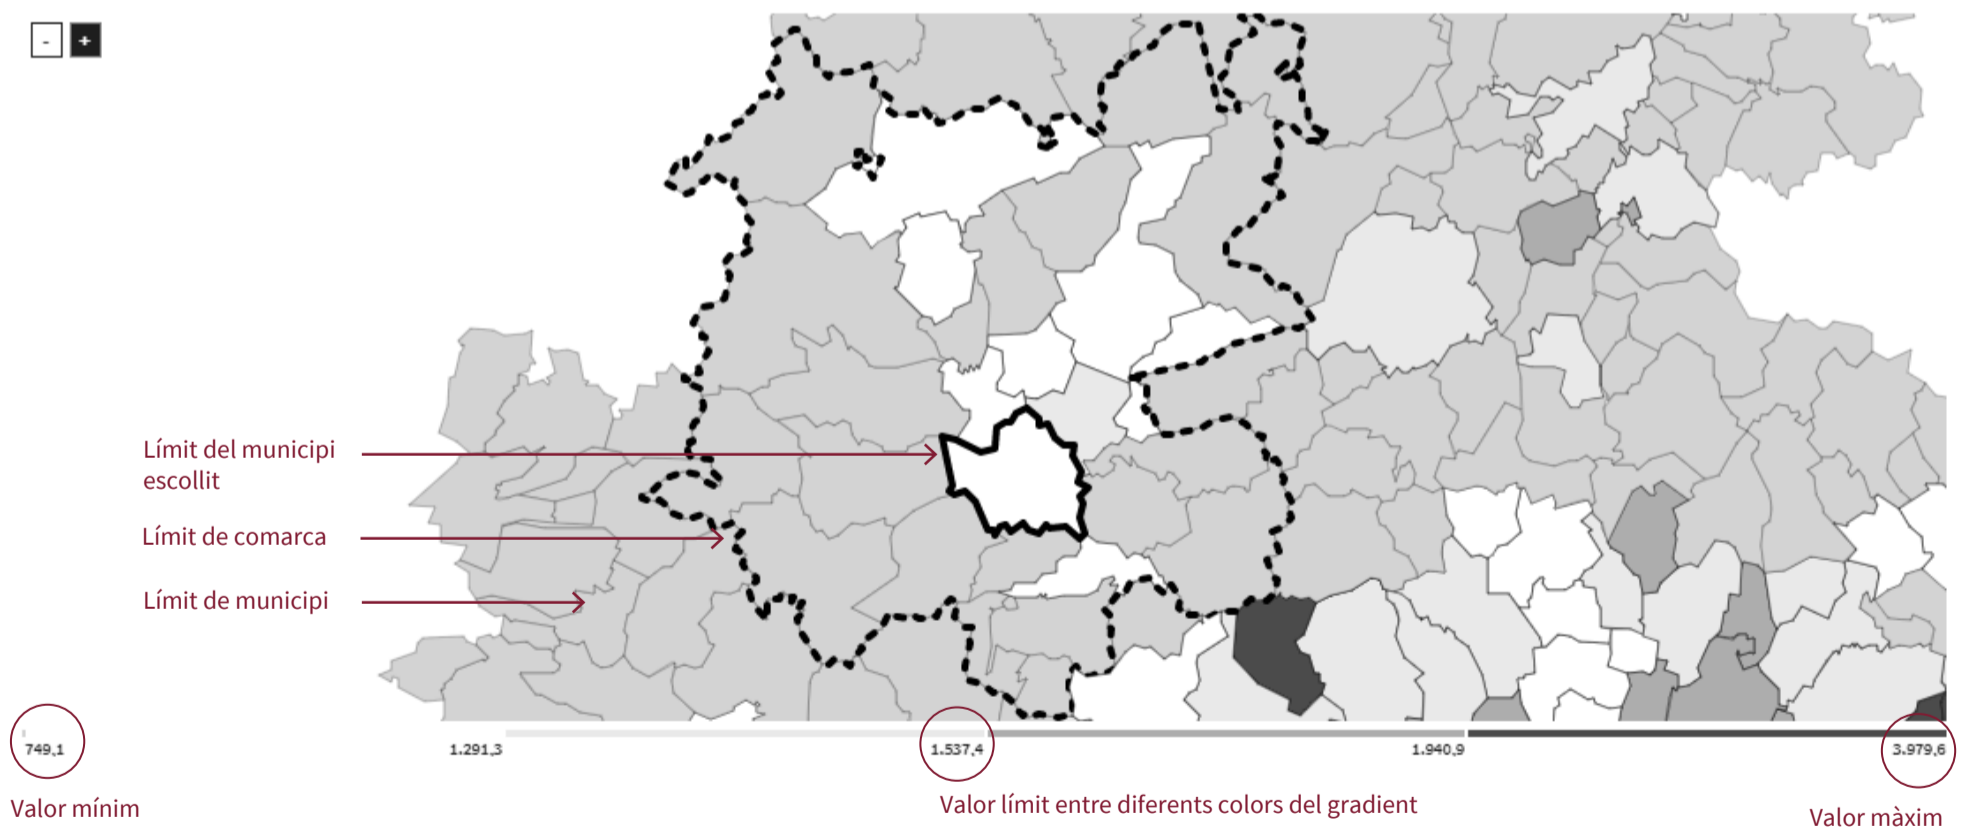 - +
Límit del municipi
escollit
Límit de comarca
Límit de municipi
749,1 1.291,3 1.537,4 1.940,9 3.979,6
Valor mínim Valor límit entre diferents colors del gradient Valor màxim